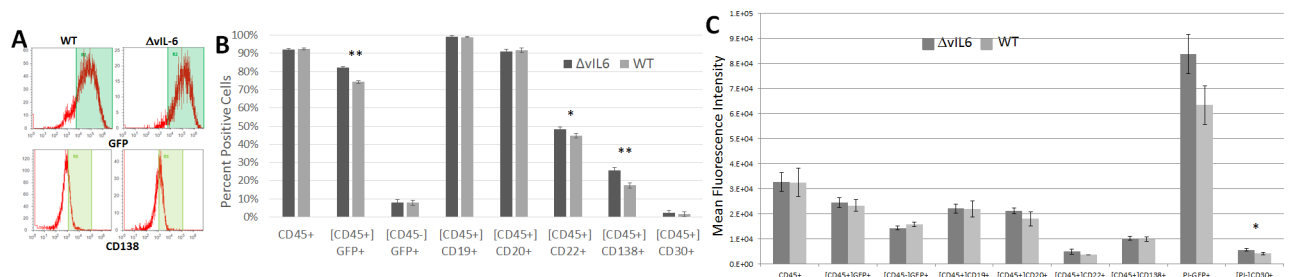 A
WT
ΔvIL-6
GFP
CD138
B
100%
90%
80%
70%
60%
50%
40%
30%
20%
10%
0%
Percent Positive Cells
**
*
**
ΔvIL6
WT
CD45+
[CD45+] GFP+
[CD45-] GFP+
[CD45+] CD19+
[CD45+] CD20+
[CD45+] CD22+
[CD45+] CD138+
[CD45+] CD30+
C
1.E+05
9.E+04
8.E+04
7.E+04
6.E+04
5.E+04
4.E+04
3.E+04
2.E+04
1.E+04
0.E+00
Mean Fluorescence Intensity
ΔvIL6
WT
*
CD45+
[CD45+]GFP+
[CD45-]GFP+
[CD45+]CD19+
[CD45+]CD20+
[CD45+]CD22+
[CD45+]CD138+
[PI-GFP+
[PI-]CD30+